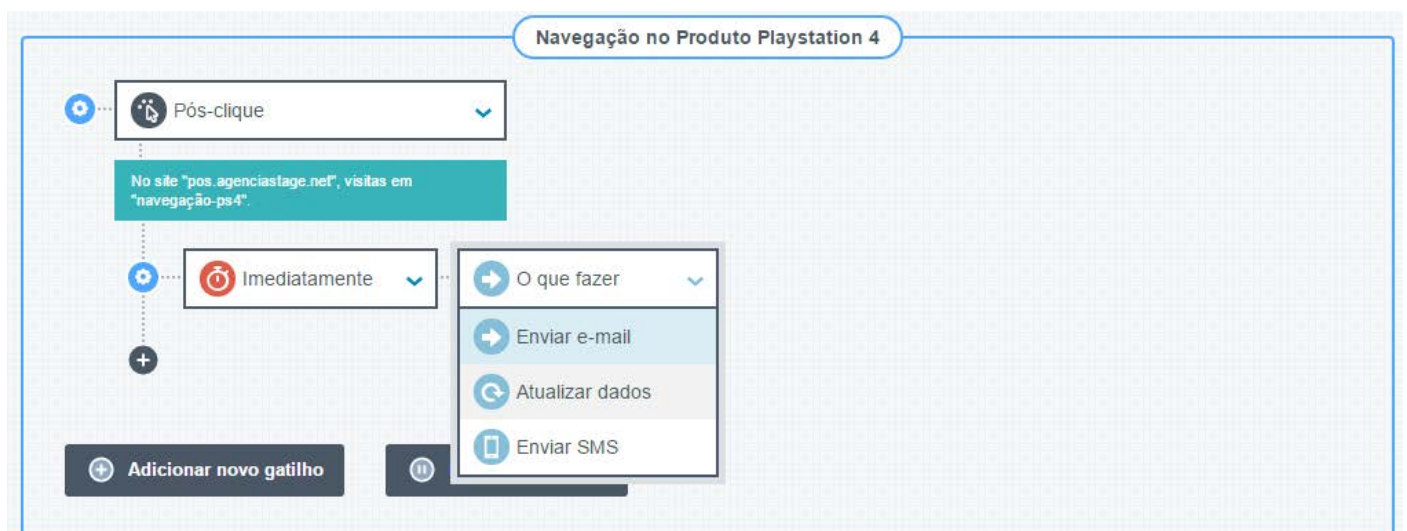 Navegação no Produto Playstation 4
Pós-clique
No site "pos.agenciastage.net", visitas em
"navegação-ps4".
Imediatamente
O que fazer
Enviar e-mail
Atualizar dados
Enviar SMS
Adicionar novo gatilho